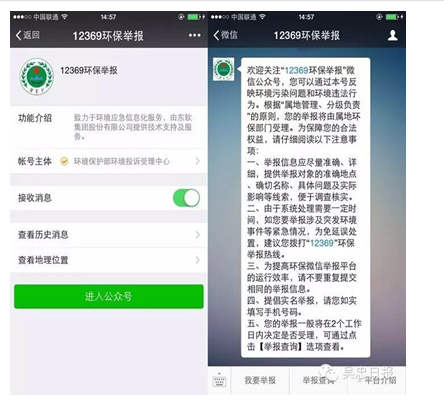 中国联通 14:57
返回 12369环保举报
12369环保举报
功能介绍 致力于环境应急信息化服务,由东软
集团股份有限公司提供技术支持及服
务。
帐号主体 环境保护部环境投诉受理中心
接收消息
查看历史消息
查看地理位置
进入公众号
中国联通 14:57
微信 12369环保举报
欢迎关注“12369环保举报”微
信公众号,您可以通过本号反
映环境污染问题和环境违法行
为。根据“属地管理、分级负责”
的原则,您的举报将由属地环
保部门受理。为保障您的合法
权益,请仔细阅读以下注意事
项:
一、举报信息应尽量准确、详
细,提供举报对象的准确地点
、确切名称、具体问题及实际
影响等线索,便于调查核实。
二、由于系统处理需要一定时
间,如您要举报涉及突发环境
事件等紧急情况,为免延误处
置,建议您拨打“12369”环保
举报热线。
三、为提高环保微信举报平台
的运行效率,请不要重复提交
相同的举报信息。
四、提倡实名举报,请您如实
填写手机号码。
五、您的举报一般将在2个工作
日内决定是否受理,可通过点
击【举报查询】选项查看。
吴忠日报
我要举报 举报查询 平台介绍